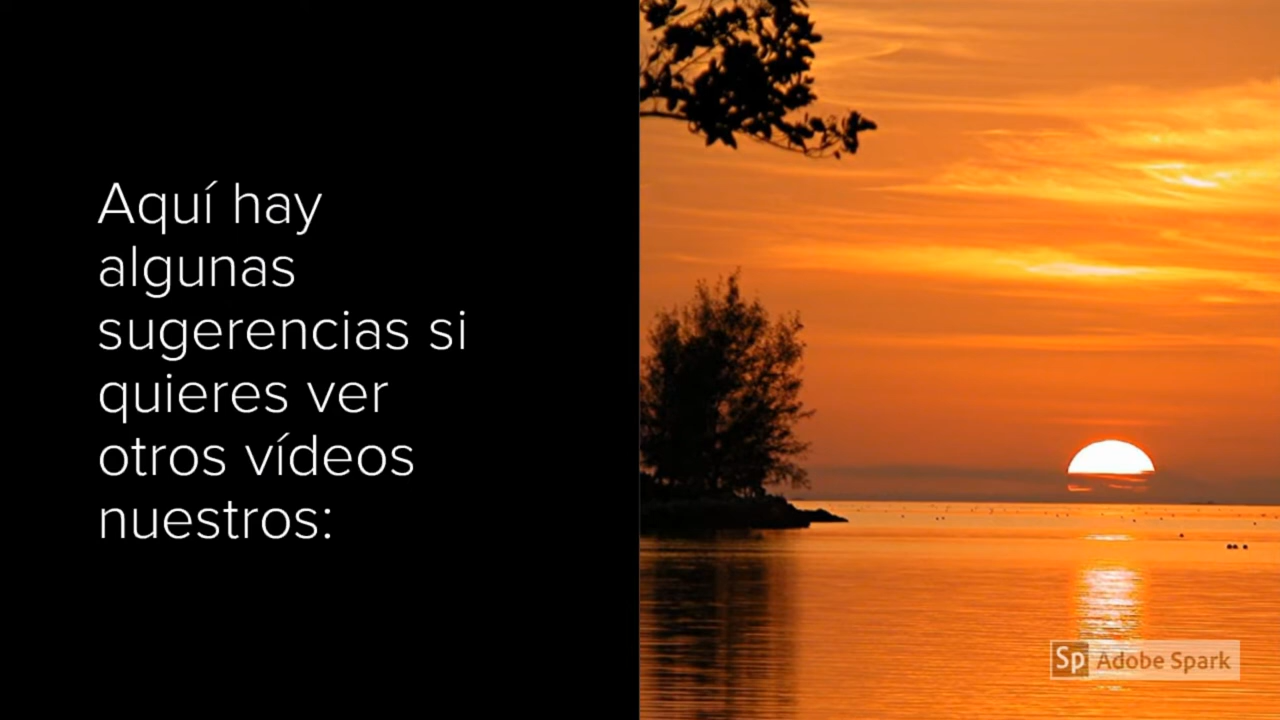 Aquí hay
algunas
sugerencias si
quieres ver
otros vídeos
nuestros:
Sp Adobe Spark